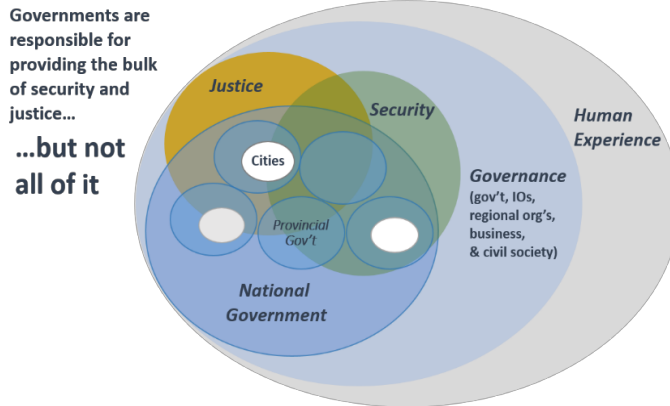 Governments are
responsible for
providing the bulk
of security and
justice…
…but not
all of it
Justice
Security
Human
Experience
Cities
Governance
(gov’t, IOs,
regional org’s,
business,
& civil society)
Provincial
Gov’t
National
Government